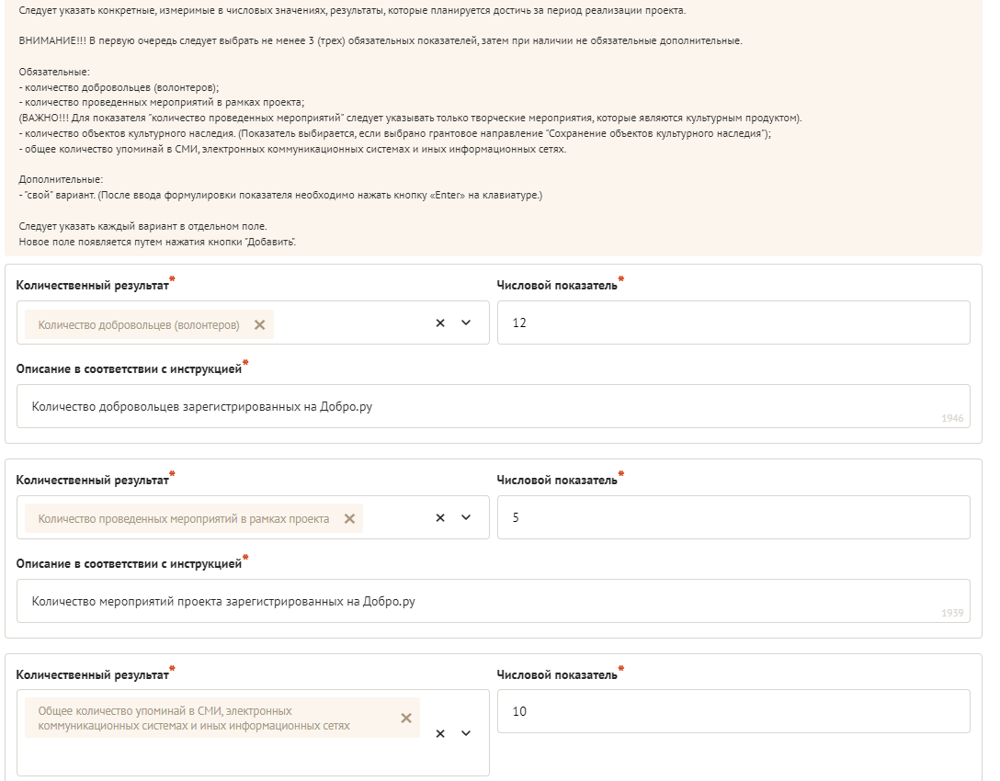 Следует указать конкретные, измеримые в числовых значениях, результаты, которые планируется достичь за период реализации проекта.
ВНИМАНИЕ!!! В первую очередь следует выбрать не менее 3 (трех) обязательных показателей, затем при наличии не обязательные дополнительные.
Обязательные:
- количество добровольцев (волонтеров);
- количество проведенных мероприятий в рамках проекта;
(ВАЖНО!!! Для показателя "количество проведенных мероприятий" следует указывать только творческие мероприятия, которые являются культурным продуктом).
- количество объектов культурного наследия. (Показатель выбирается, если выбрано грантовое направление "Сохранение объектов культурного наследия");
- общее количество упоминай в СМИ, электронных коммуникационных системах и иных информационных сетях.
Дополнительные:
- "свой" вариант. (После ввода формулировки показателя необходимо нажать кнопку «Enter» на клавиатуре.)
Следует указать каждый вариант в отдельном поле.
Новое поле появляется путем нажатия кнопки "Добавить".
Количественный результат*
Числовой показатель*
Количество добровольцев (волонтеров)
12
Описание в соответствии с инструкцией*
Количество добровольцев зарегистрированных на Добро.ру
1946
Количественный результат*
Числовой показатель*
Количество проведенных мероприятий в рамках проекта
5
Описание в соответствии с инструкцией*
Количество мероприятий проекта зарегистрированных на Добро.ру
1939
Количественный результат*
Числовой показатель*
Общее количество упоминай в СМИ, электронных
коммуникационных системах и иных информационных сетях
10